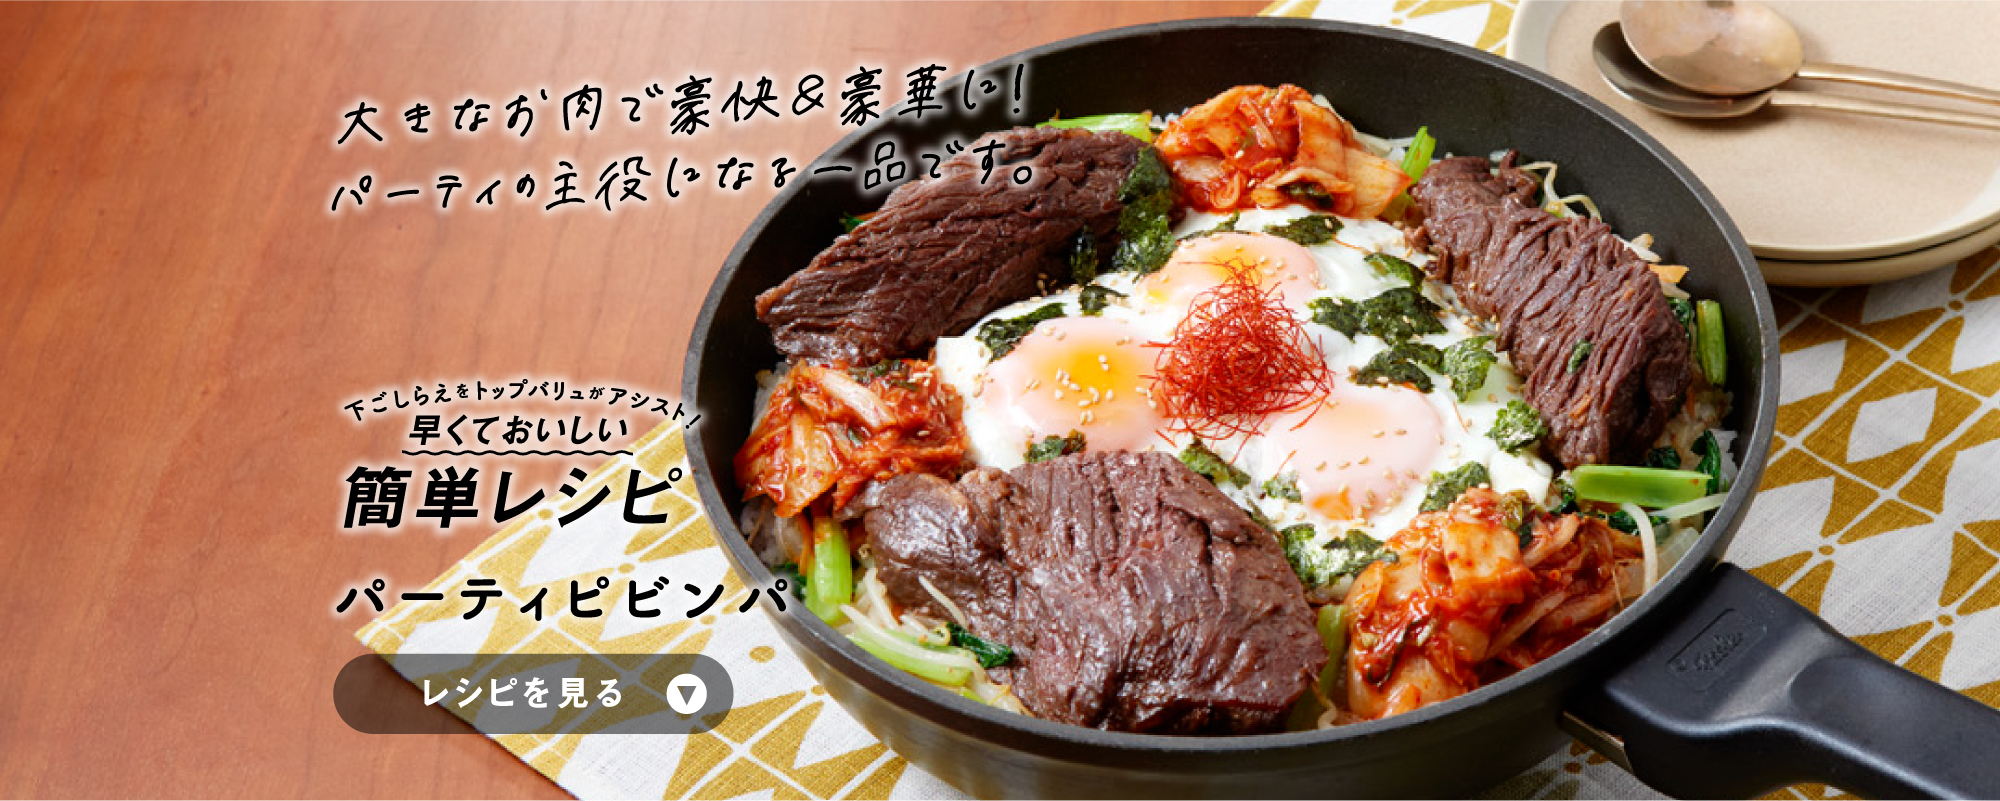 大きなお肉で豪快&豪華に!
パーティの主役になる一品です。
下ごしらえをトップバリュがアシスト!
早くておいしい
簡単レシピ
パーティビビンバ
レシピを見る